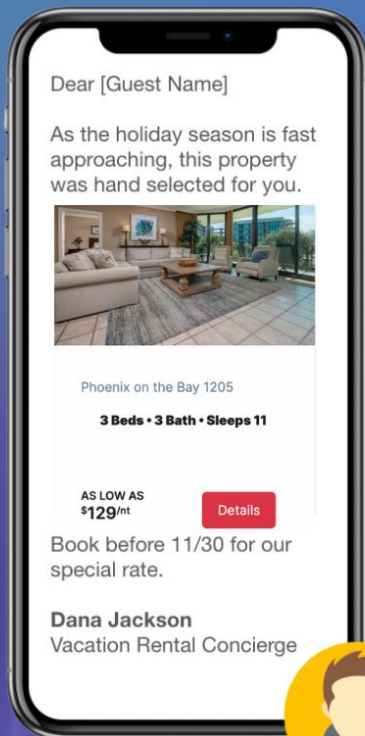 Dear [Guest Name]
As the holiday season is fast
approaching, this property
was hand selected for you.
Phoenix on the Bay 1205
3 Beds • 3 Bath • Sleeps 11
AS LOW AS
$129/nt
Details
Book before 11/30 for our
special rate.
Dana Jackson
Vacation Rental Concierge